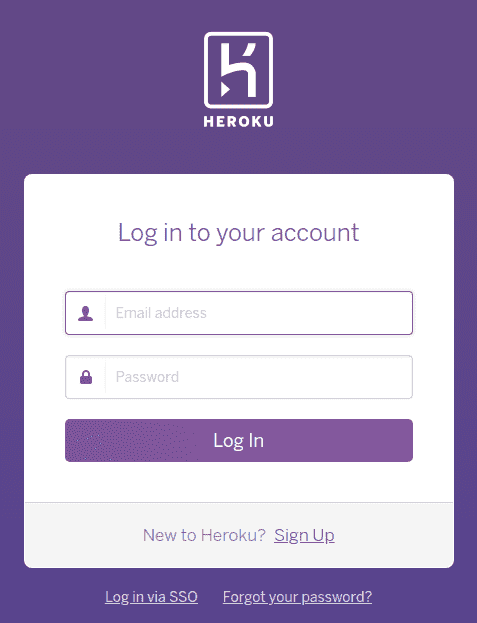 HEROKU
Log in to your account
Email address
Password
Log In
New to Heroku? Sign Up
Log in via SSO Forgot your password?